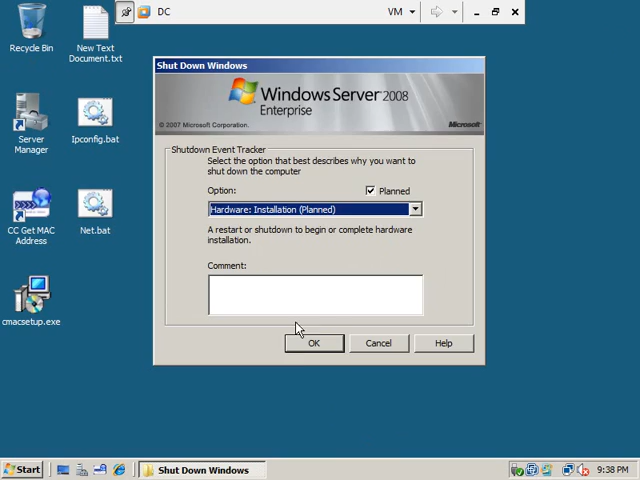 DC
VM
Recycle Bin
New Text
Document.txt
Server
Manager
Ipconfig.bat
CC Get MAC
Address
Net.bat
cmacsetup.exe
Shut Down Windows
Windows Server 2008
Enterprise
© 2007 Microsoft Corporation.
Microsoft
Shutdown Event Tracker
Select the option that best describes why you want to
shut down the computer
Option:
Planned
Hardware: Installation (Planned)
A restart or shutdown to begin or complete hardware
installation.
Comment:
OK
Cancel
Help
Start
Shut Down Windows
9:38 PM